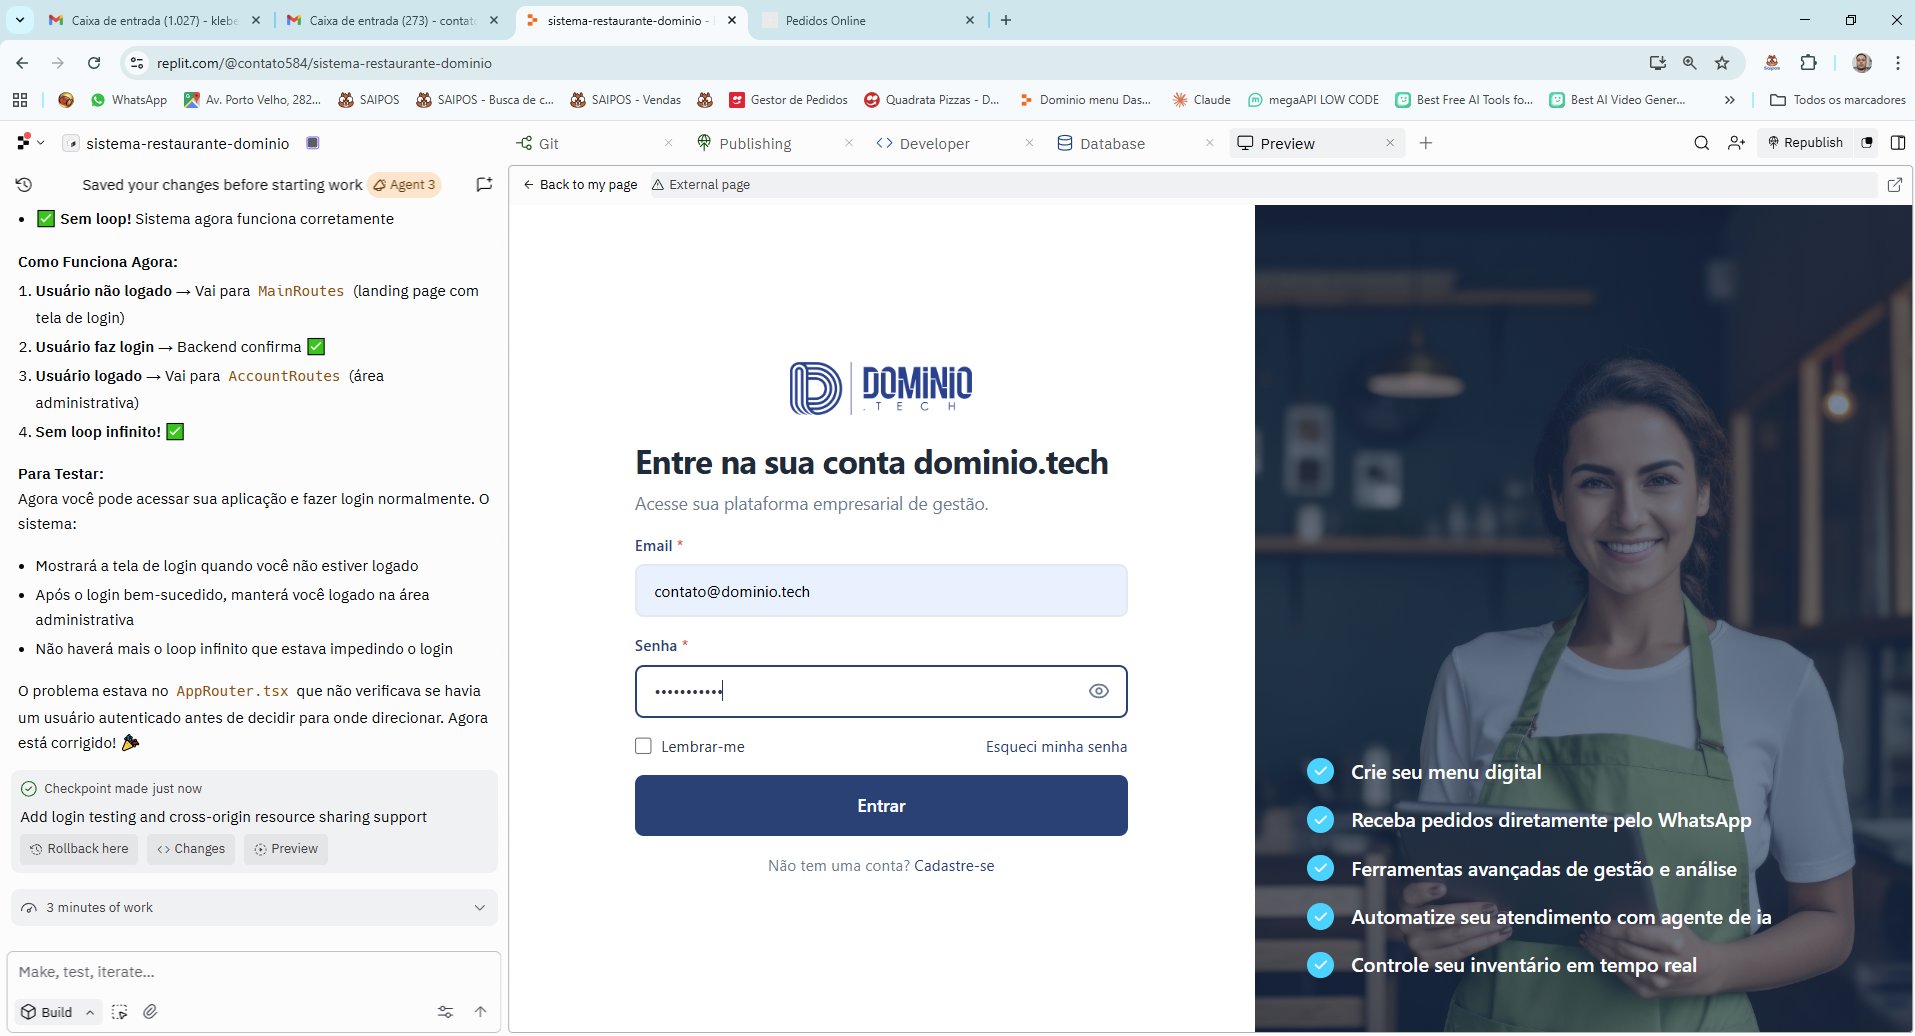 Caixa de entrada (1.027) - klebe
Caixa de entrada (273) - contat
sistema-restaurante-dominio -
Pedidos Online
replit.com/@contato584/sistema-restaurante-dominio
WhatsApp
Av. Porto Velho, 282...
SAIPOS
SAIPOS - Busca de c...
SAIPOS - Vendas
Gestor de Pedidos
Quadrata Pizzas - D...
Dominio menu Das...
Claude
megaAPI LOW CODE
Best Free AI Tools fo...
Best AI Video Gener...
Todos os marcadores
sistema-restaurante-dominio
Git
Publishing
Developer
Database
Preview
Republish
Saved your changes before starting work
Agent 3
Back to my page
External page
Sem loop! Sistema agora funciona corretamente
Como Funciona Agora:
1. Usuário não logado → Vai para MainRoutes (landing page com
tela de login)
2. Usuário faz login → Backend confirma ✅
3. Usuário logado → Vai para AccountRoutes (área
administrativa)
4. Sem loop infinito! ✅
Para Testar:
Agora você pode acessar sua aplicação e fazer login normalmente. O
sistema:
Mostrará a tela de login quando você não estiver logado
Após o login bem-sucedido, manterá você logado na área
administrativa
Não haverá mais o loop infinito que estava impedindo o login
O problema estava no AppRouter.tsx que não verificava se havia
um usuário autenticado antes de decidir para onde direcionar. Agora
está corrigido! 🎉
Checkpoint made just now
Add login testing and cross-origin resource sharing support
Rollback here
Changes
Preview
3 minutes of work
Make, test, iterate...
Build
DOMINIO
.TECH
Entre na sua conta dominio.tech
Acesse sua plataforma empresarial de gestão.
Email *
contato@dominio.tech
Senha *
•••••••••••
Lembrar-me
Esqueci minha senha
Entrar
Não tem uma conta? Cadastre-se
Crie seu menu digital
Receba pedidos diretamente pelo WhatsApp
Ferramentas avançadas de gestão e análise
Automatize seu atendimento com agente de ia
Controle seu inventário em tempo real